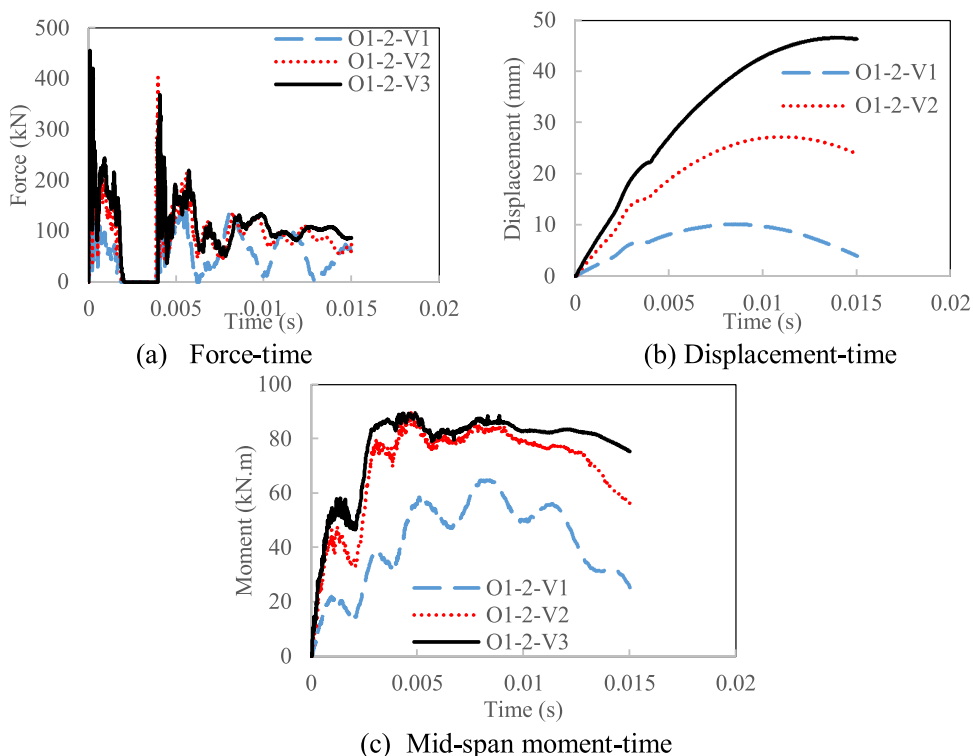 500
400
300
200
100
0
Force (kN)
O1-2-V1
O1-2-V2
O1-2-V3
0
0.005
0.01
0.015
0.02
Time (s)
(a) Force-time
50
40
30
20
10
0
Displacement (mm)
O1-2-V1
O1-2-V2
0
0.005
0.01
0.015
0.02
Time (s)
(b) Displacement-time
100
80
60
40
20
0
Moment (kN.m)
O1-2-V1
O1-2-V2
O1-2-V3
0
0.005
0.01
0.015
0.02
Time (s)
(c) Mid-span moment-time